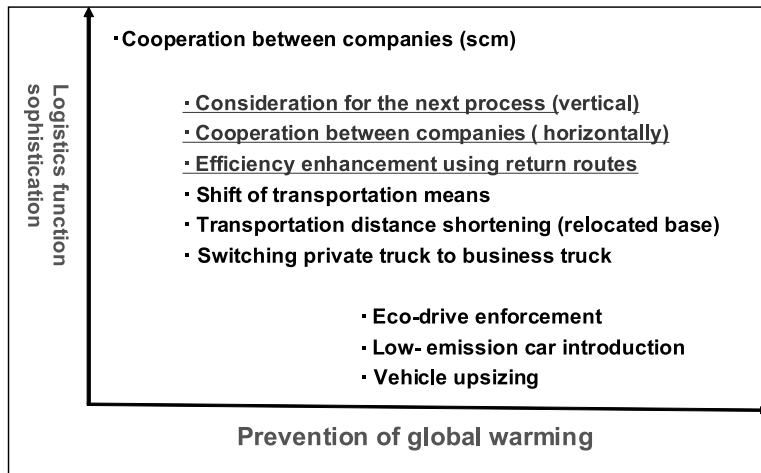 ・Cooperation between companies (scm)
Logistics function
sophistication
・Consideration for the next process (vertical)
・Cooperation between companies ( horizontally)
・Efficiency enhancement using return routes
・Shift of transportation means
・Transportation distance shortening (relocated base)
・Switching private truck to business truck
・Eco-drive enforcement
・Low- emission car introduction
・Vehicle upsizing
Prevention of global warming